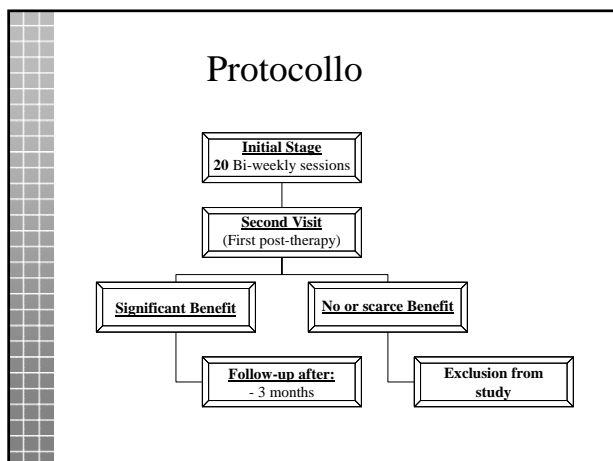 Protocollo
Initial Stage
20 Bi-weekly sessions
Second Visit
(First post-therapy)
Significant Benefit
No or scarce Benefit
Follow-up after:
- 3 months
Exclusion from
study